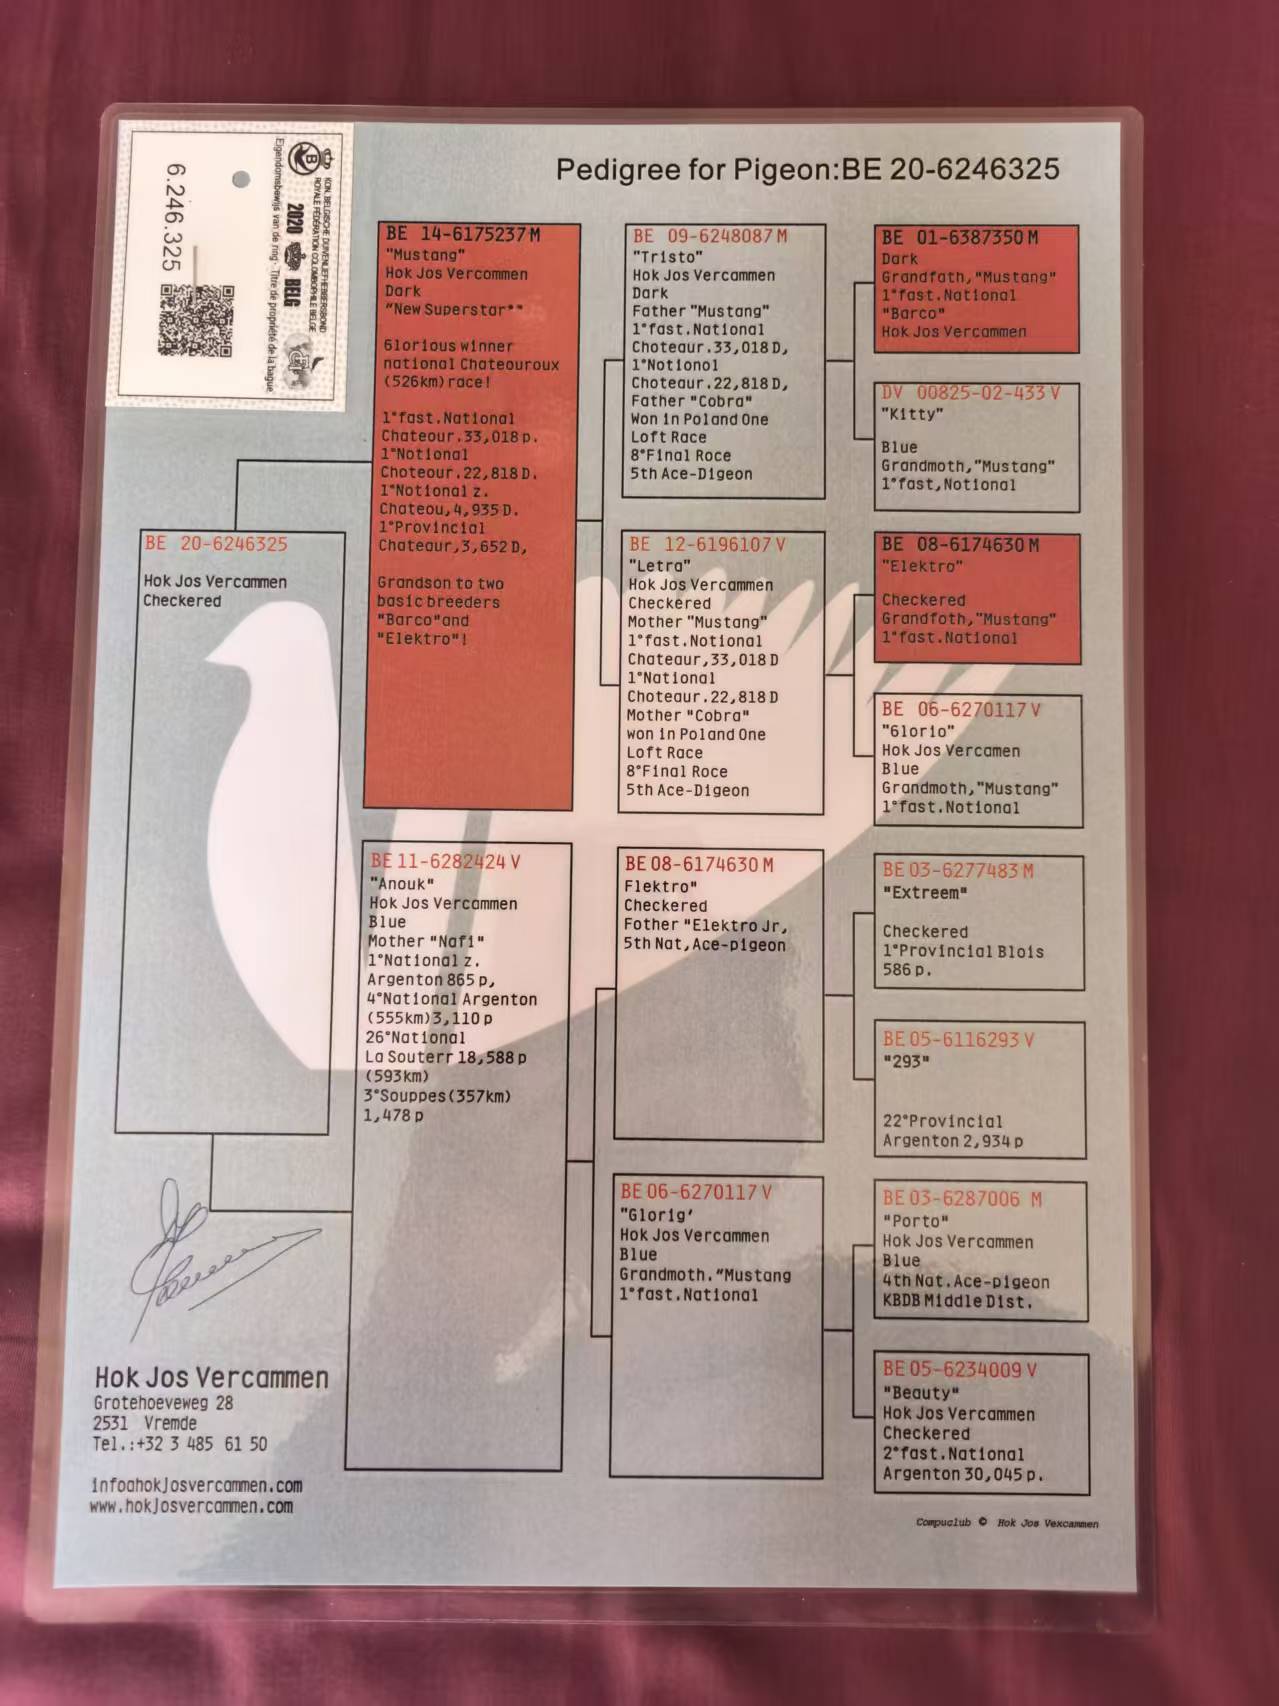 6.246.325
KON. BELGISCHE DUIVENLIEFHEBBERSBOND
ROYALE FÉDÉRATION COLOMBOPHILE BELGE
B
2020 BELG
Eigendomsbewijs van de ring - Titre de propriété de la bague
Pedigree for Pigeon:BE 20-6246325
BE 20-6246325
Hok Jos Vercammen
Checkered
BE 14-6175237 M
"Mustang"
Hok Jos Vercammen
Dark
"New Superstar""
6lorious winner
national Chateouroux
(526km) race!
1°fast.National
Chateour.33,018 p.
1°Notional
Choteour.22,818 D.
1°Notional z.
Chateou,4,935 D.
1°Provincial
Chateaur,3,652 D,
Grandson to two
basic breeders
"Barco"and
"Elektro"!
BE 11-6282424 V
"Anouk"
Hok Jos Vercammen
Blue
Mother "Nafi"
1°National z.
Argenton 865 p,
4°National Argenton
(555km) 3,110 p
26°National
La Souterr 18,588 p
(593km)
3°Souppes(357km)
1,478 p
BE 09-6248087 M
"Tristo"
Hok Jos Vercammen
Dark
Father "Mustang"
1°fast.National
Choteaur.33,018 D,
1°Notionol
Choteaur.22,818 D,
Father "Cobra"
Won in Poland One
Loft Race
8°Final Roce
5th Ace-Digeon
BE 12-6196107 V
"Letra"
Hok Jos Vercammen
Checkered
Mother "Mustang"
1°fast.Notional
Chateaur,33,018 D
1°National
Choteaur.22,818 D
Mother "Cobra"
won in Poland One
Loft Race
8°Final Roce
5th Ace-Digeon
BE 08-6174630 M
Flektro"
Checkered
Fother "Elektro Jr,
5th Nat,Ace-pigeon
BE 06-6270117 V
"Glorig'
Hok Jos Vercammen
Blue
Grandmoth."Mustang
1°fast.National
BE 01-6387350 M
Dark
Grandfath,"Mustang"
1°fast.National
"Barco"
Hok Jos Vercammen
DV 00825-02-433 V
"Kitty"
Blue
Grandmoth,"Mustang"
1°fast,Notional
BE 08-6174630 M
"Elektro"
Checkered
Grandfoth,"Mustang"
1°fast.National
BE 06-6270117 V
"6lorio"
Hok Jos Vercamen
Blue
Grandmoth,"Mustang"
1°fast.Notional
BE 03-6277483 M
"Extreem"
Checkered
1°Provincial Blois
586 p.
BE 05-6116293 V
"293"
22°Provincial
Argenton 2,934 p
BE 03-6287006 M
"Porto"
Hok Jos Vercammen
Blue
4th Nat.Ace-pigeon
KBDB Middle Dist.
BE 05-6234009 V
"Beauty"
Hok Jos Vercammen
Checkered
2°fast.National
Argenton 30,045 p.
Hok Jos Vercammen
Grotehoeveweg 28
2531 Vremde
Tel.:+32 3 485 61 50
infoahokjosvercammen.com
www.hokjosvercammen.com
Compuclub © Hok Jos Vexcammen